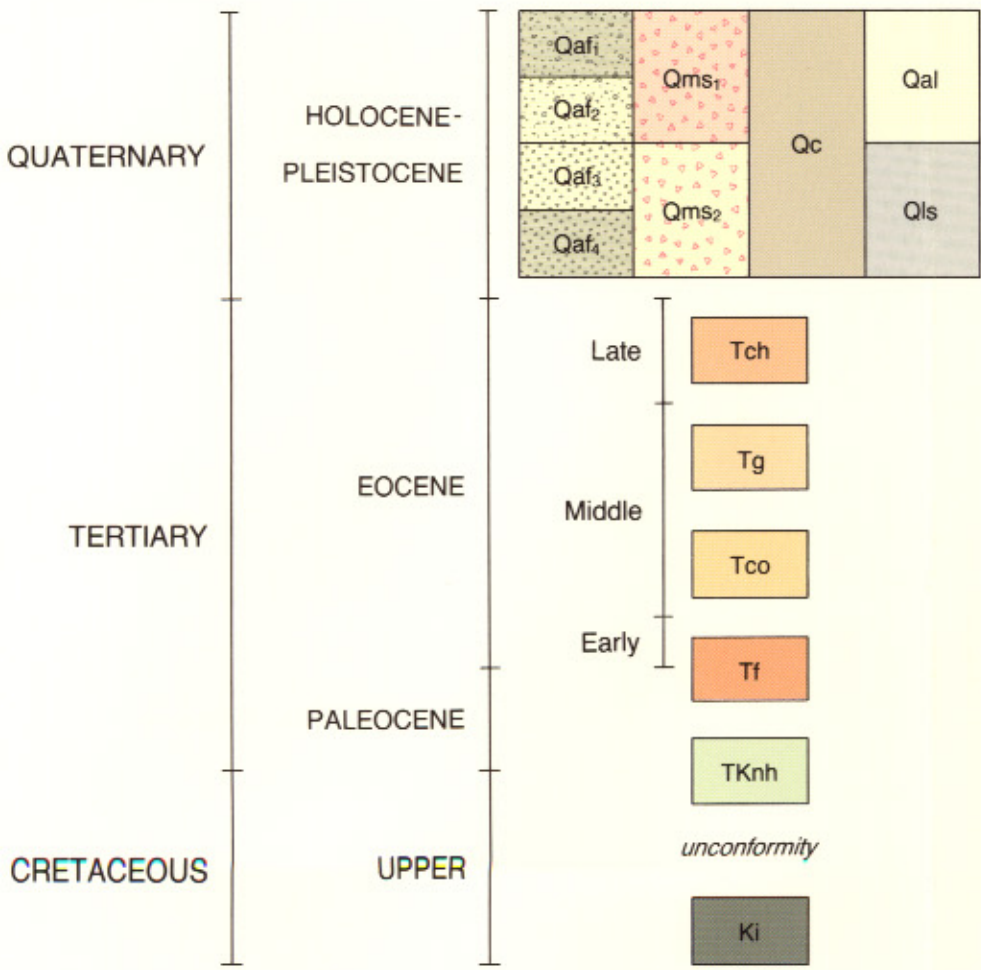 QUATERNARY
HOLOCENE-
PLEISTOCENE
Qaf₁
Qaf₂
Qaf₃
Qaf₄
Qms₁
Qms₂
Qc
Qal
Qls
TERTIARY
EOCENE
Late
Tch
Middle
Tg
Tco
Early
Tf
PALEOCENE
TKnh
unconformity
CRETACEOUS
UPPER
Ki